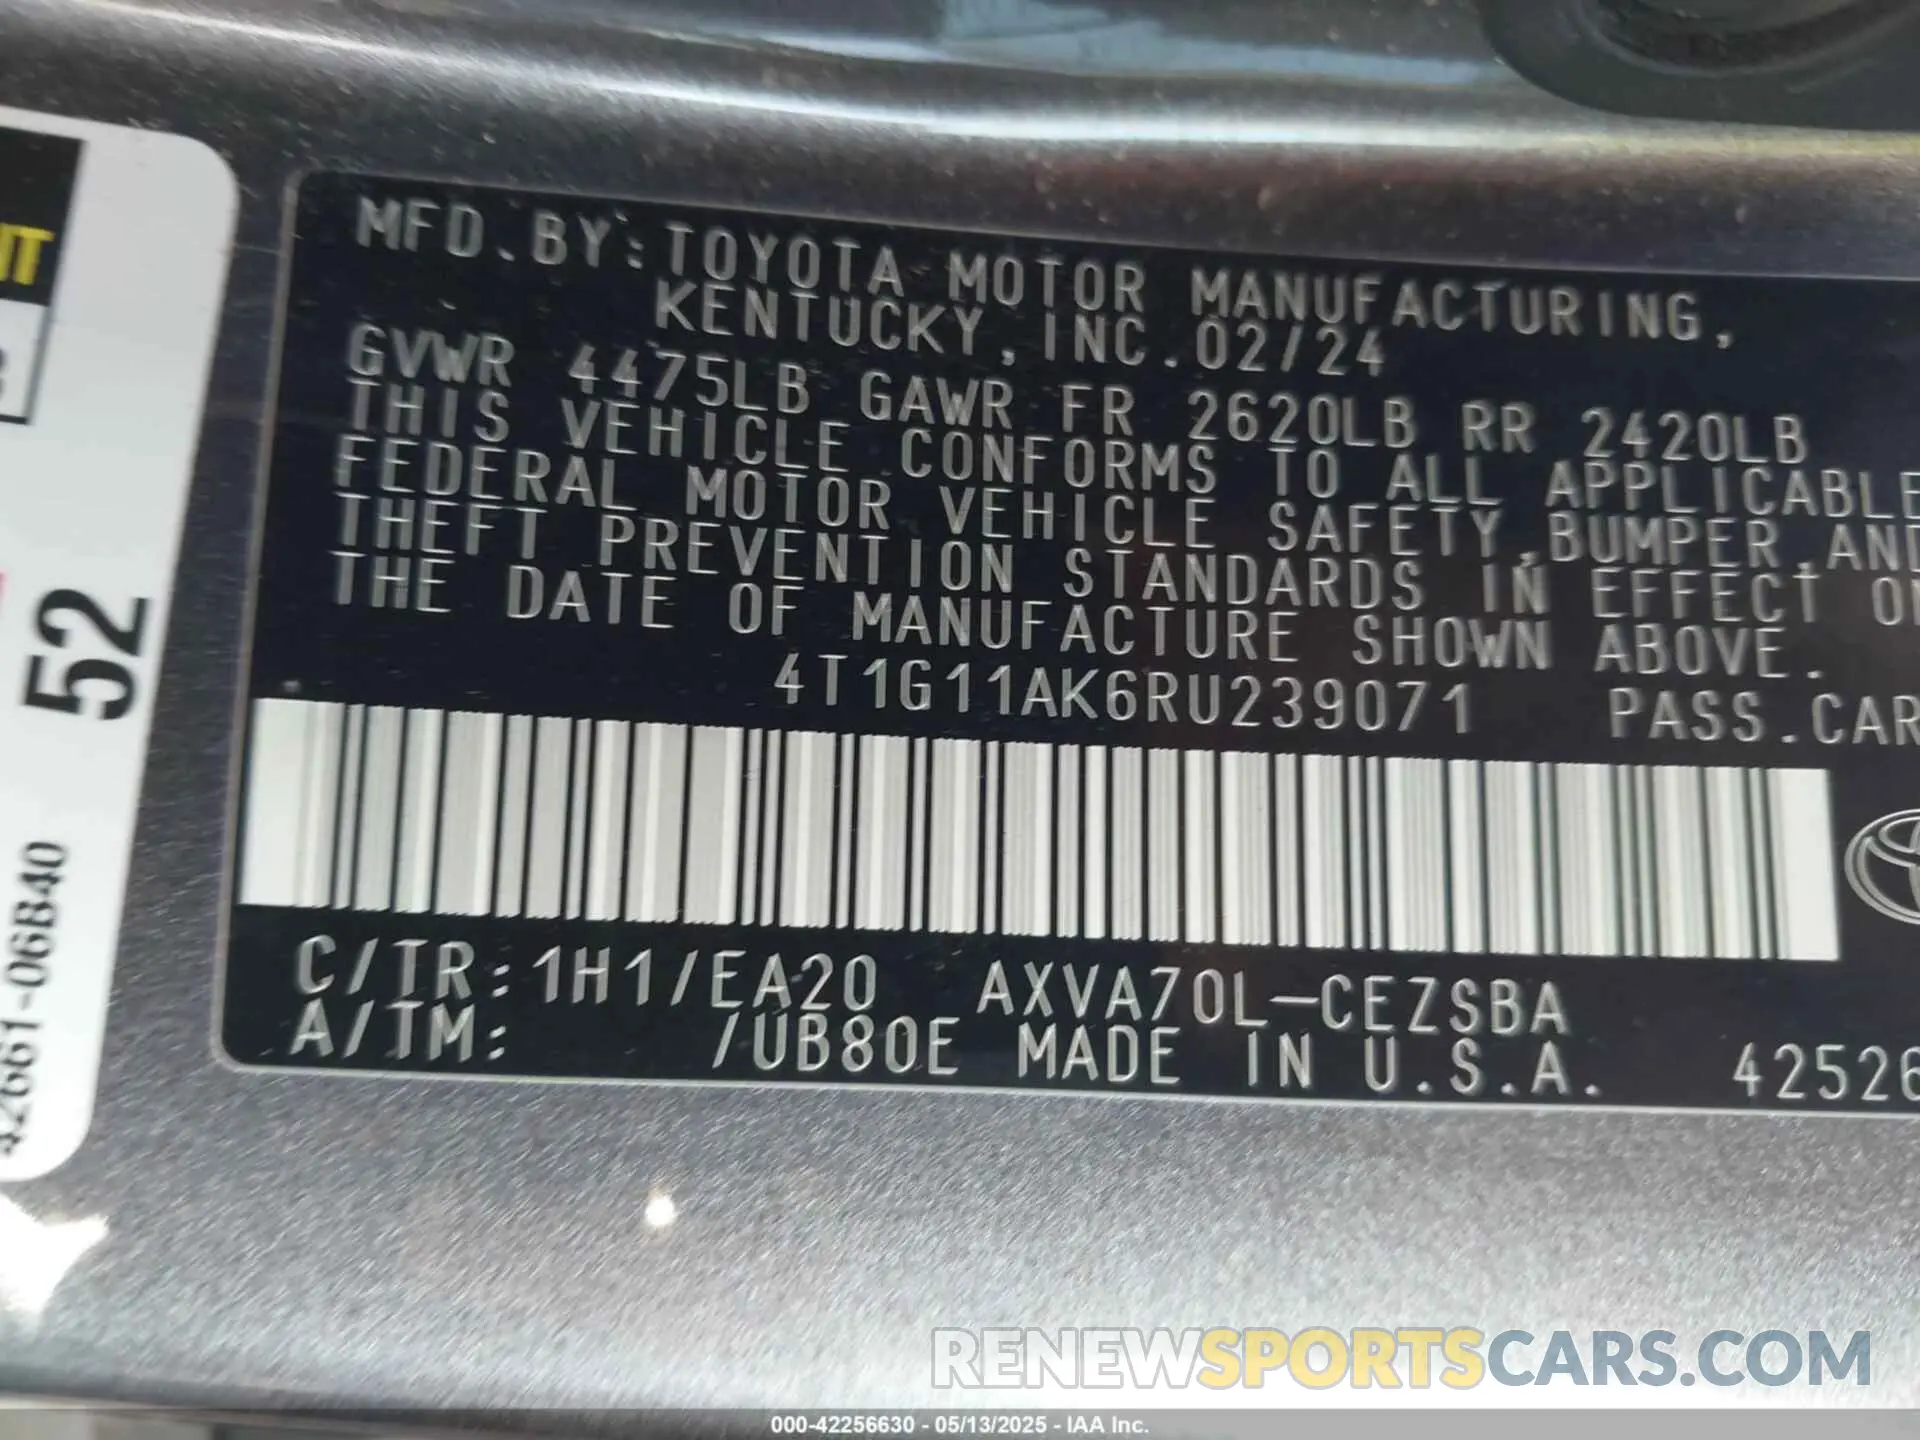 MFD.BY:TOYOTA MOTOR MANUFACTURING,
KENTUCKY,INC.02/24
GVWR 4475LB GAWR FR 2620LB RR 2420LB
THIS VEHICLE CONFORMS TO ALL APPLICABLE
FEDERAL MOTOR VEHICLE SAFETY,BUMPER,AND
THEFT PREVENTION STANDARDS IN EFFECT ON
THE DATE OF MANUFACTURE SHOWN ABOVE.
4T1G11AK6RU239071 PASS.CAR
C/TR:1H1/EA20 AXVA70L-CEZSBA
A/TM: /UB80E MADE IN U.S.A. 42526
52
42661-06B40
RENEWSPORTSCARS.COM
000-42256630 - 05/13/2025 - IAA Inc.